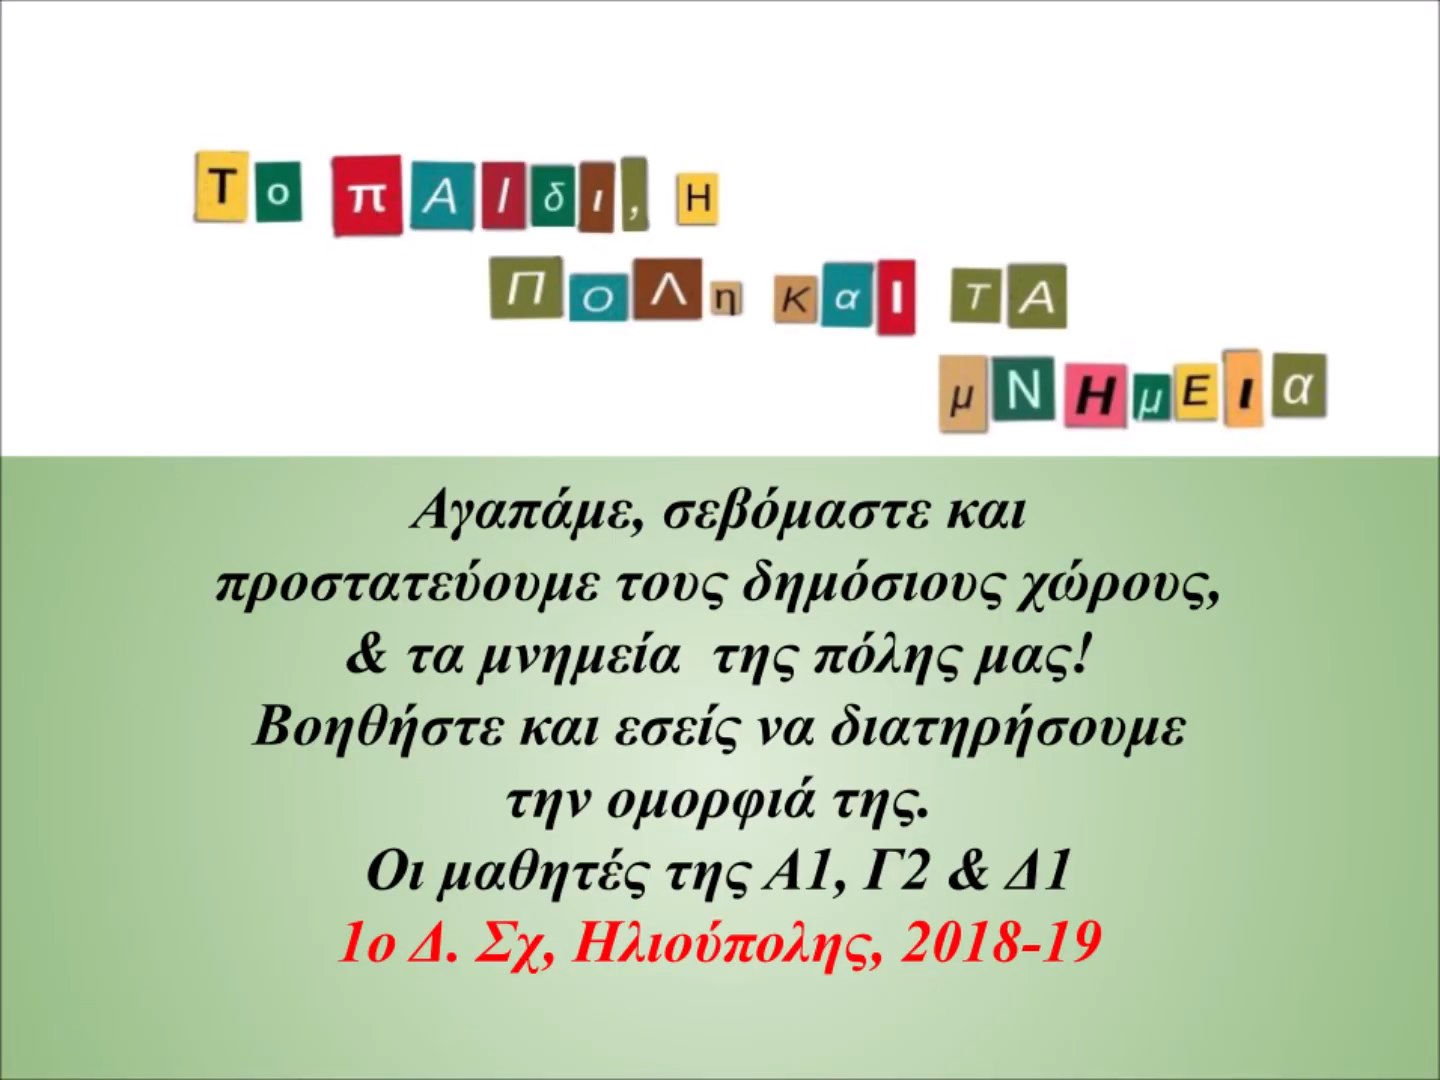 Το πΑΙδι, Η
ΠοΛη ΚαΙ ΤΑ
μΝΗμΕια
Αγαπάμε, σεβόμαστε και
προστατεύουμε τους δημόσιους χώρους,
& τα μνημεία της πόλης μας!
Βοηθήστε και εσείς να διατηρήσουμε
την ομορφιά της.
Οι μαθητές της Α1, Γ2 & Δ1
1ο Δ. Σχ, Ηλιούπολης, 2018-19